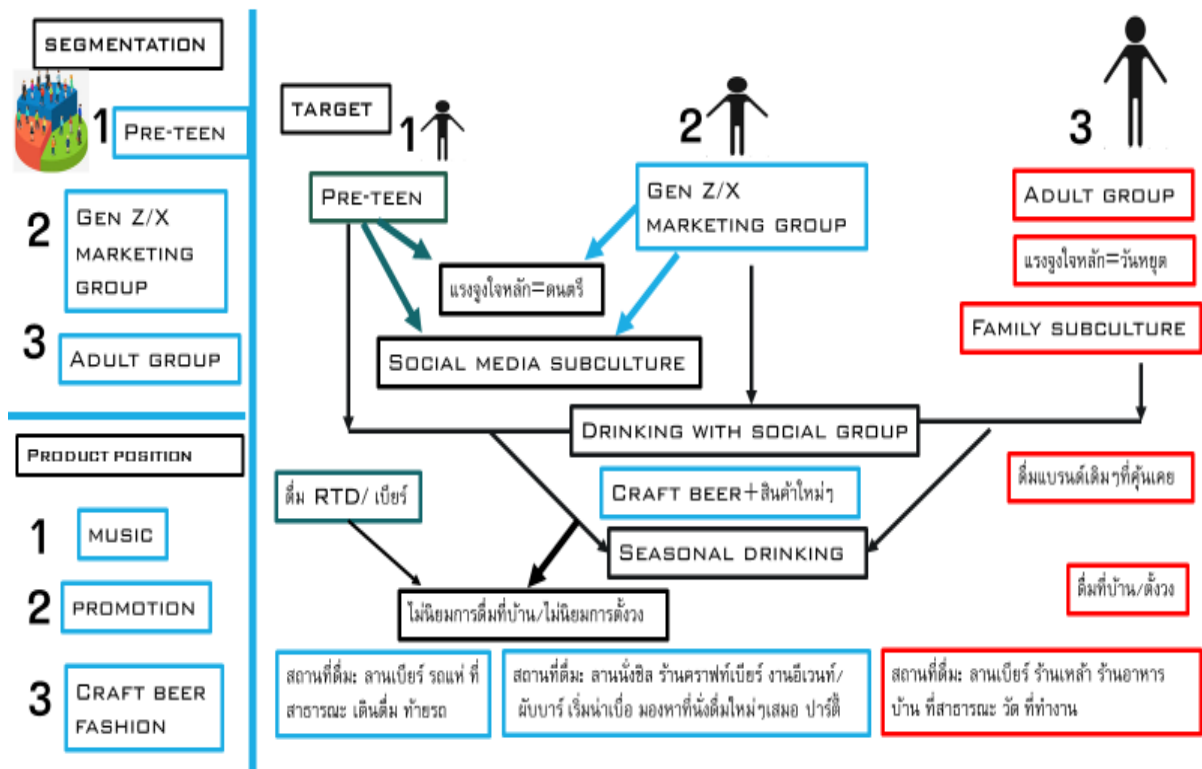 SEGMENTATION
1 PRE-TEEN
2 GEN Z/X
MARKETING
GROUP
3 ADULT GROUP
PRODUCT POSITION
1 MUSIC
2 PROMOTION
3 CRAFT BEER
FASHION
TARGET
1
2
3
PRE-TEEN
GEN Z/X
MARKETING GROUP
ADULT GROUP
แรงจูงใจหลัก=ดนตรี
แรงจูงใจหลัก=วันหยุด
SOCIAL MEDIA SUBCULTURE
FAMILY SUBCULTURE
DRINKING WITH SOCIAL GROUP
ดื่ม RTD/ เบียร์
CRAFT BEER+สินค้าใหม่ๆ
ดื่มแบรนด์เดิมๆที่คุ้นเคย
SEASONAL DRINKING
ไม่นิยมการดื่มที่บ้าน/ไม่นิยมการตั้งวง
ดื่มที่บ้าน/ตั้งวง
สถานที่ดื่ม: ลานเบียร์ รถแห่ ที่
สาธารณะ เดินดื่ม ท้ายรถ
สถานที่ดื่ม: ลานนั่งชิล ร้านคราฟท์เบียร์ งานอีเวนท์/
ผับบาร์ เริ่มน่าเบื่อ มองหาที่นั่งดื่มใหม่ๆเสมอ ปาร์ตี้
สถานที่ดื่ม: ลานเบียร์ ร้านเหล้า ร้านอาหาร
บ้าน ที่สาธารณะ วัด ที่ทำงาน